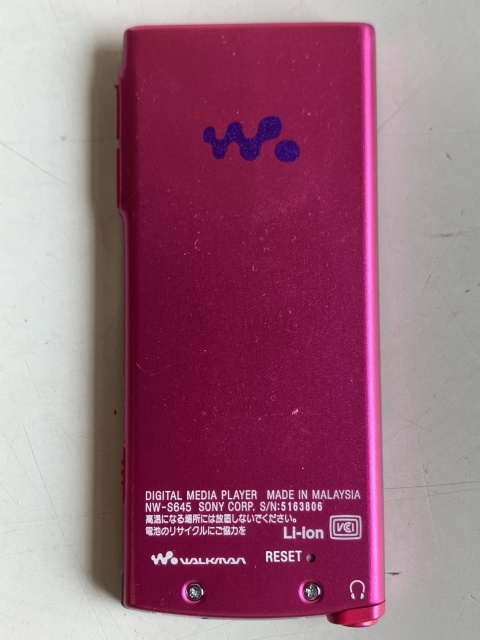 DIGITAL MEDIA PLAYER MADE IN MALAYSIA
NW-S645 SONY CORP. S/N:5163806
高温になる場所には放置しないでください。
電池のリサイクルにご協力を
Li-ion VCCI
WALKMAN RESET